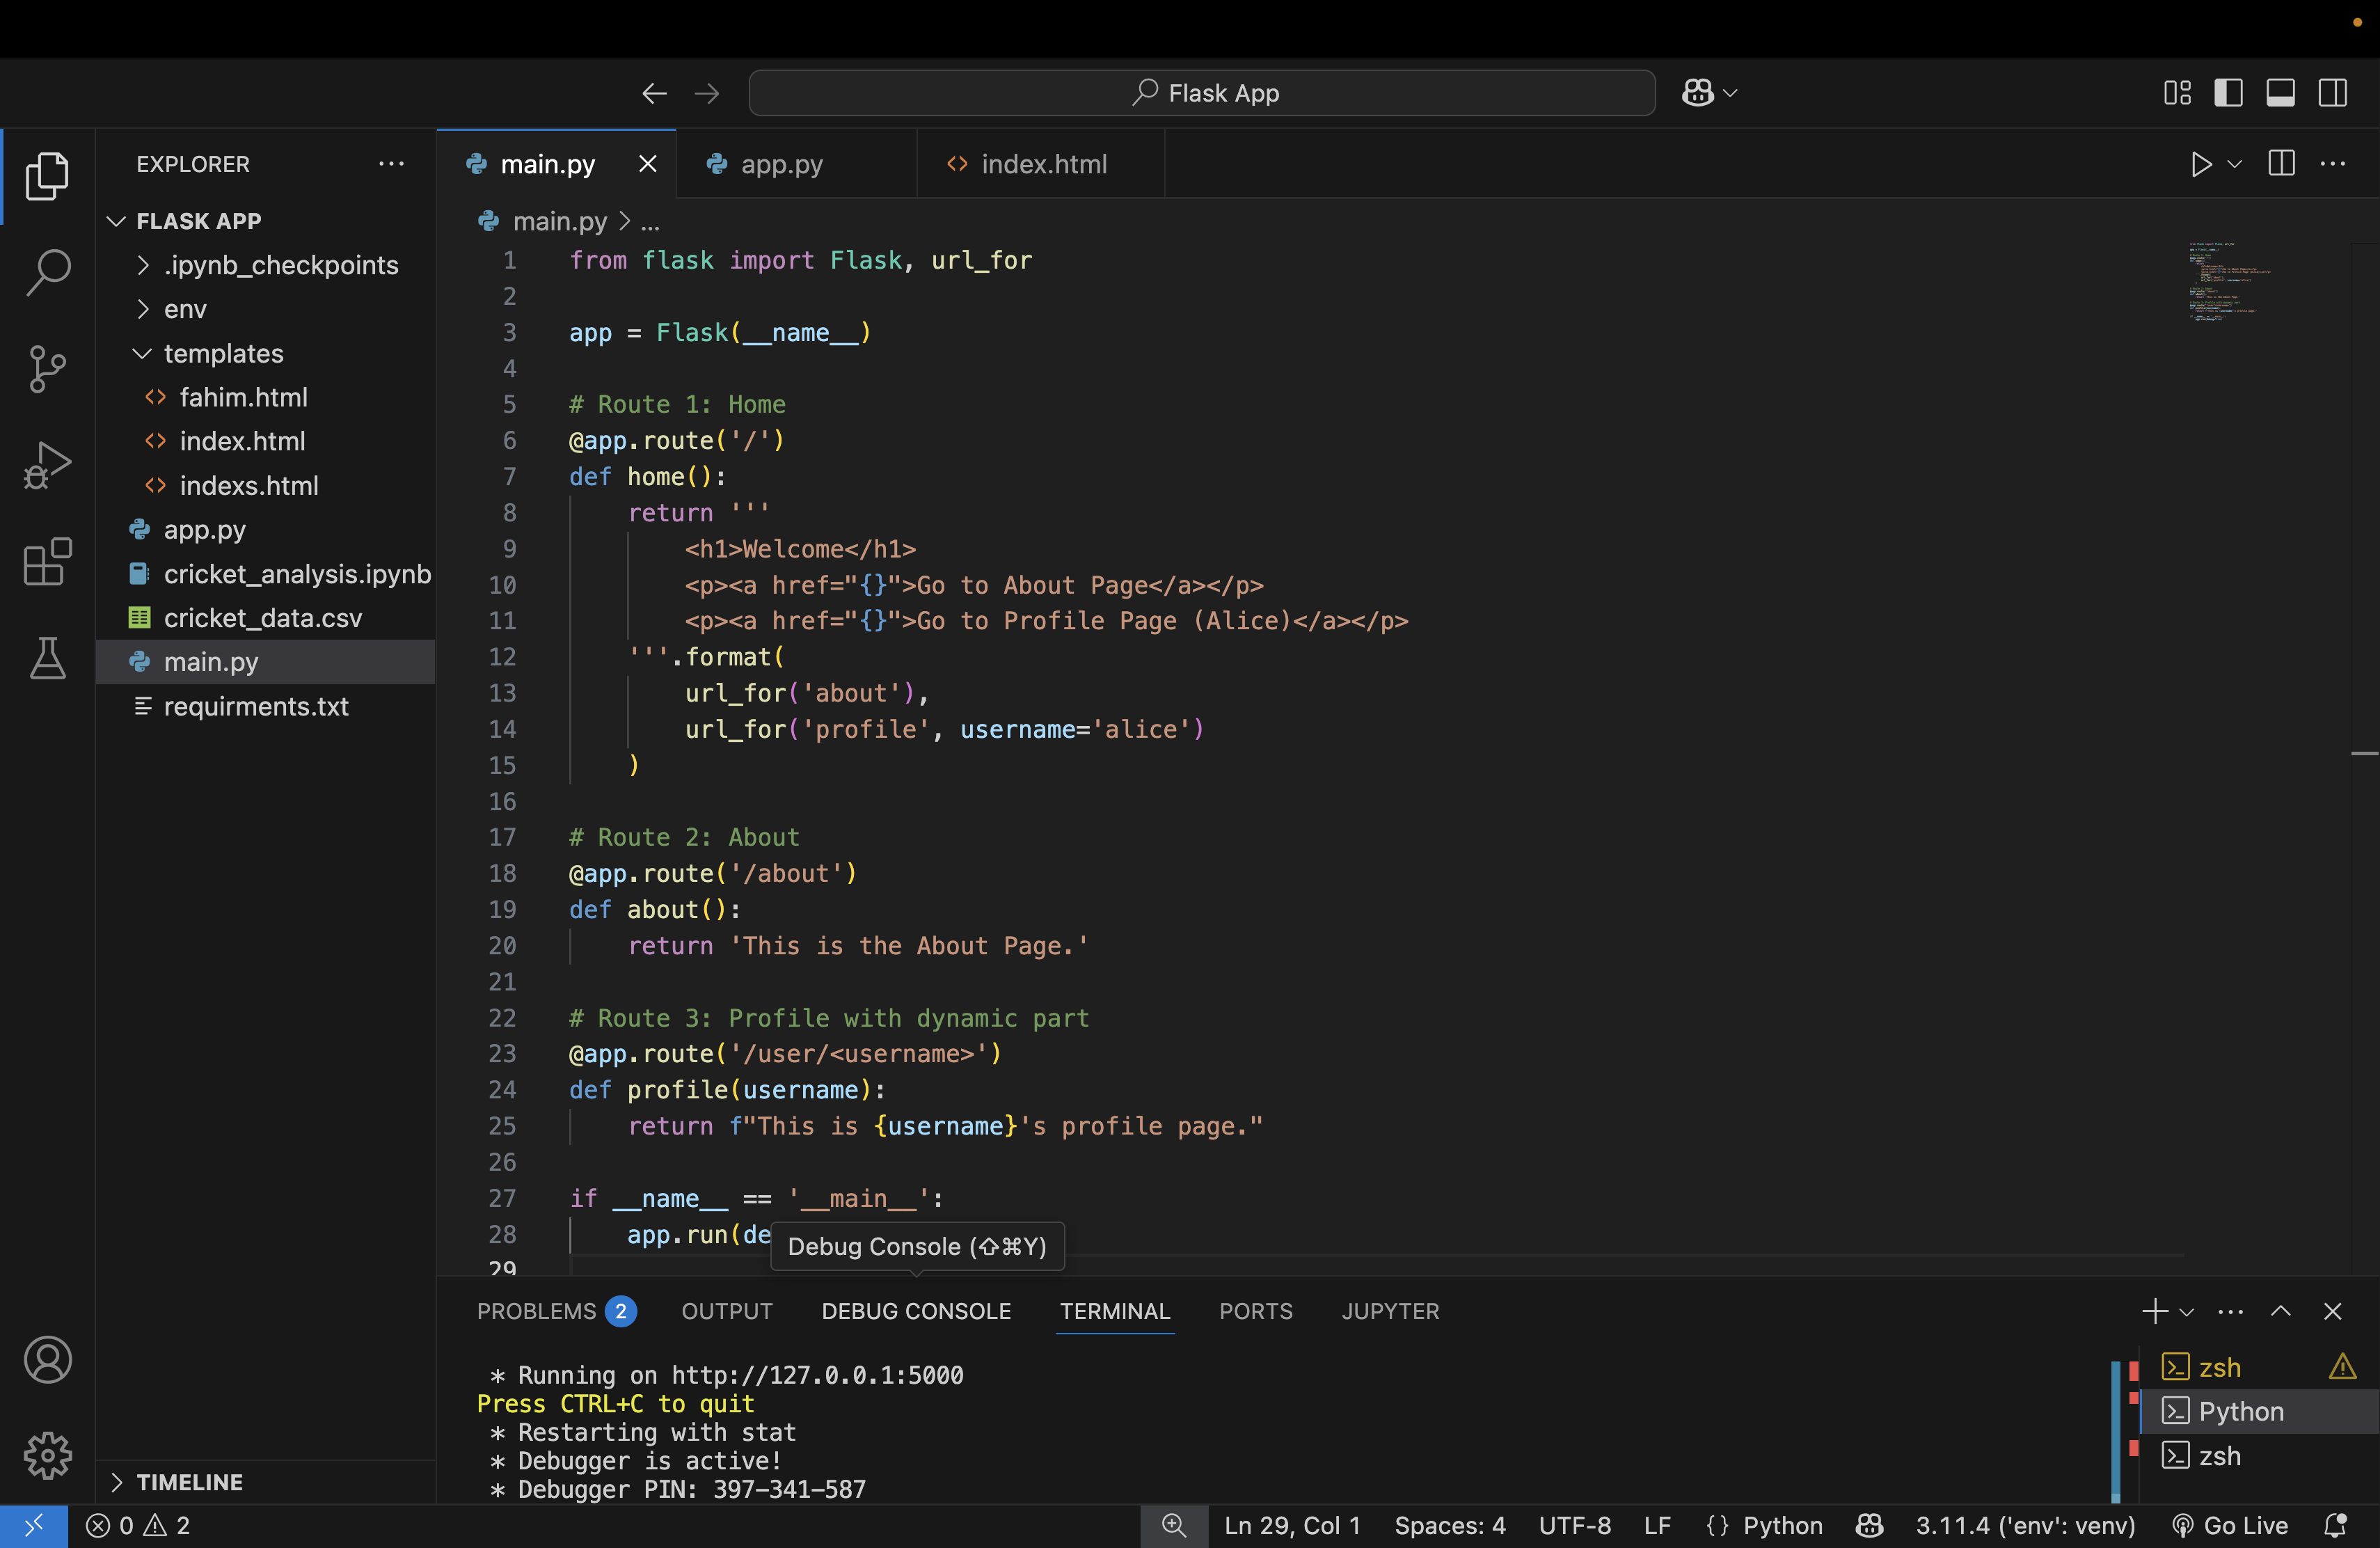 Flask App
EXPLORER
FLASK APP
.ipynb_checkpoints
env
templates
fahim.html
index.html
indexs.html
app.py
cricket_analysis.ipynb
cricket_data.csv
main.py
requirments.txt
TIMELINE
main.py
app.py
index.html
main.py > ...
1 from flask import Flask, url_for
2
3 app = Flask(__name__)
4
5 # Route 1: Home
6 @app.route('/')
7 def home():
8     return '''
9         <h1>Welcome</h1>
10         <p><a href="{}">Go to About Page</a></p>
11         <p><a href="{}">Go to Profile Page (Alice)</a></p>
12     '''.format(
13         url_for('about'),
14         url_for('profile', username='alice')
15     )
16
17 # Route 2: About
18 @app.route('/about')
19 def about():
20     return 'This is the About Page.'
21
22 # Route 3: Profile with dynamic part
23 @app.route('/user/<username>')
24 def profile(username):
25     return f"This is {username}'s profile page."
26
27 if __name__ == '__main__':
28     app.run(de
29
Debug Console (⇧⌘Y)
PROBLEMS 2 OUTPUT DEBUG CONSOLE TERMINAL PORTS JUPYTER
* Running on http://127.0.0.1:5000
Press CTRL+C to quit
* Restarting with stat
* Debugger is active!
* Debugger PIN: 397-341-587
zsh
Python
zsh
0 2 Ln 29, Col 1 Spaces: 4 UTF-8 LF {} Python 3.11.4 ('env': venv) Go Live